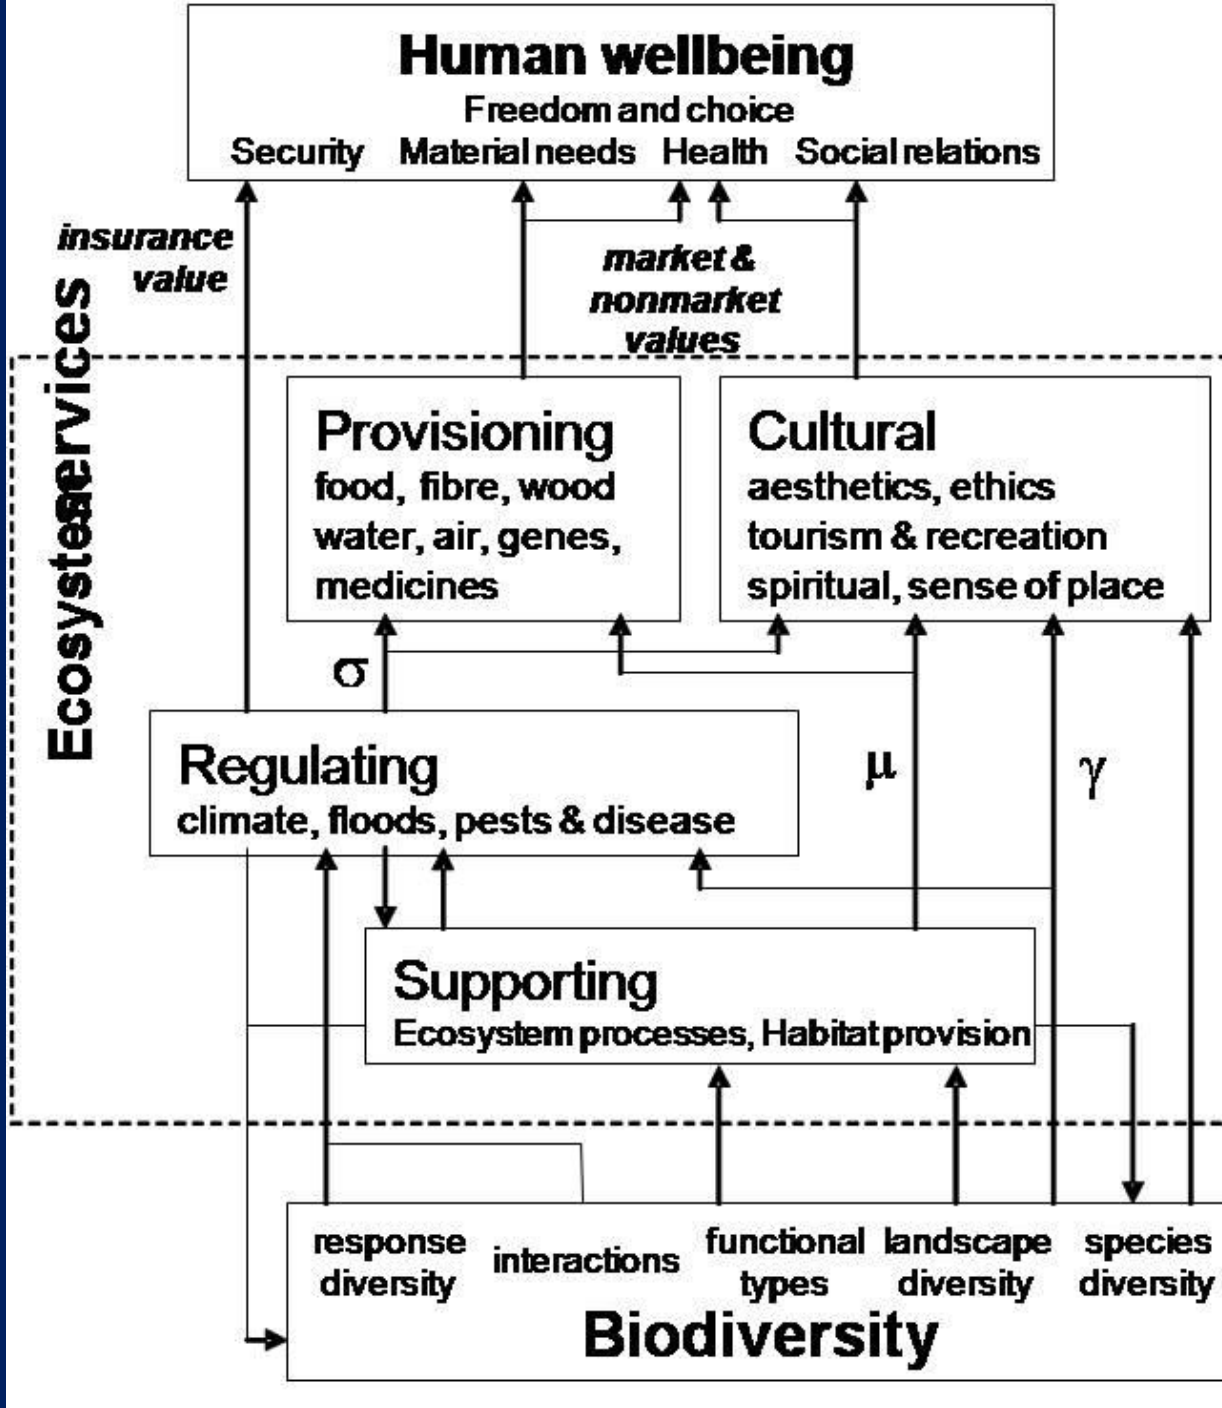 Human wellbeing
Freedom and choice
Security Material needs Health Social relations
insurance
value
market &
nonmarket
values
Ecosystem services
Provisioning
food, fibre, wood
water, air, genes,
medicines
Cultural
aesthetics, ethics
tourism & recreation
spiritual, sense of place
σ
μ
γ
Regulating
climate, floods, pests & disease
Supporting
Ecosystem processes, Habitat provision
response
diversity
interactions
functional
types
landscape
diversity
species
diversity
Biodiversity